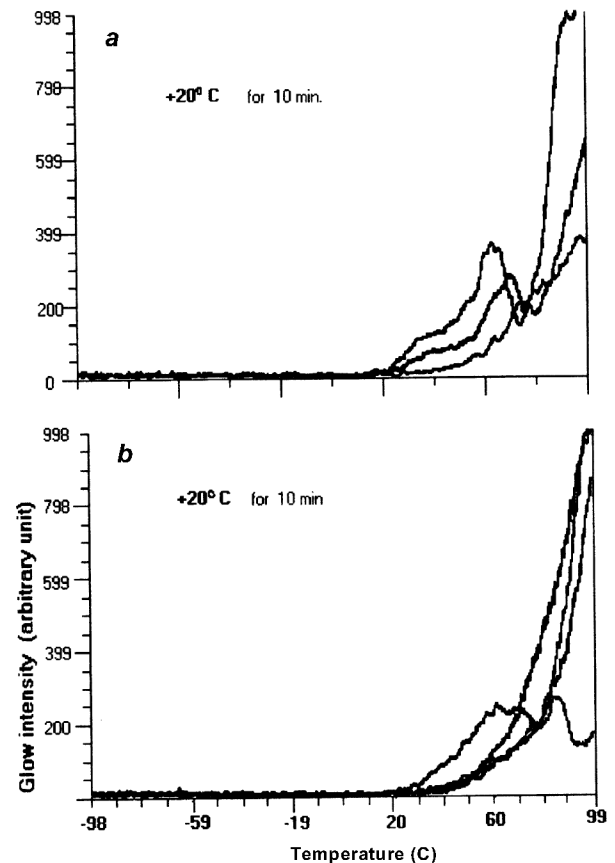 998
a
798
+20° C for 10 min.
599
399
200
0
998
b
798
+20° C for 10 min
599
399
200
Glow intensity (arbitrary unit)
-98 -59 -19 20 60 99
Temperature (C)